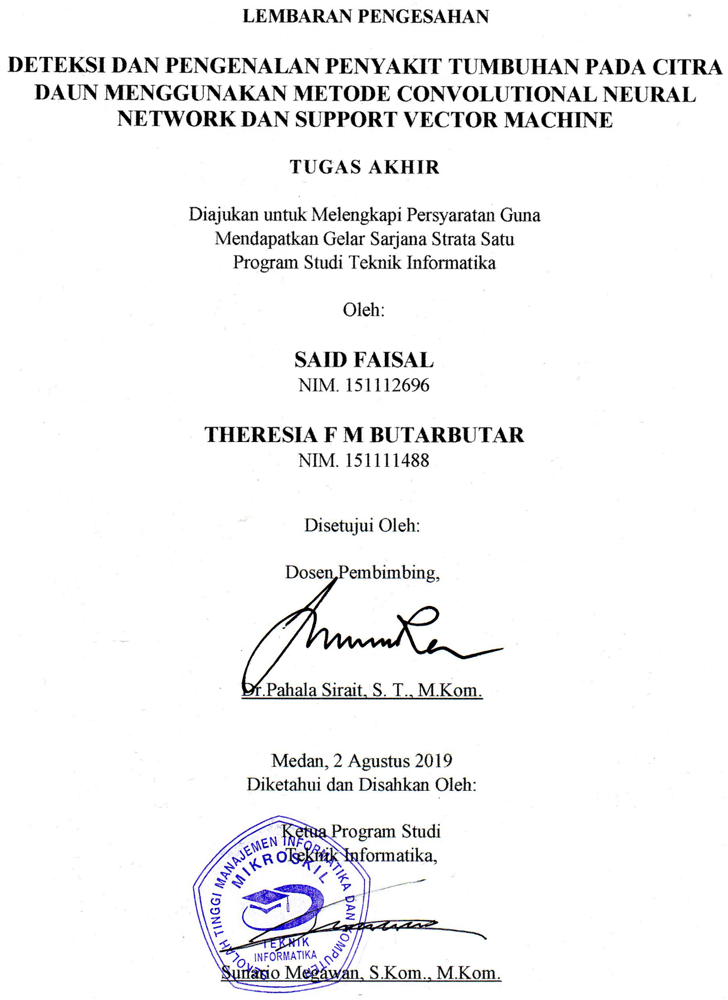 LEMBARAN PENGESAHAN
DETEKSI DAN PENGENALAN PENYAKIT TUMBUHAN PADA CITRA
DAUN MENGGUNAKAN METODE CONVOLUTIONAL NEURAL
NETWORK DAN SUPPORT VECTOR MACHINE
TUGAS AKHIR
Diajukan untuk Melengkapi Persyaratan Guna
Mendapatkan Gelar Sarjana Strata Satu
Program Studi Teknik Informatika
Oleh:
SAID FAISAL
NIM. 151112696
THERESIA F M BUTARBUTAR
NIM. 151111488
Disetujui Oleh:
Dosen Pembimbing,
Dr.Pahala Sirait, S. T., M.Kom.
Medan, 2 Agustus 2019
Diketahui dan Disahkan Oleh:
Ketua Program Studi
Teknik Informatika,
SEKOLAH TINGGI MANAJEMEN INFORMATIKA DAN KOMPUTER
MIKROSKIL
TEKNIK
INFORMATIKA
Sunario Megawan, S.Kom., M.Kom.